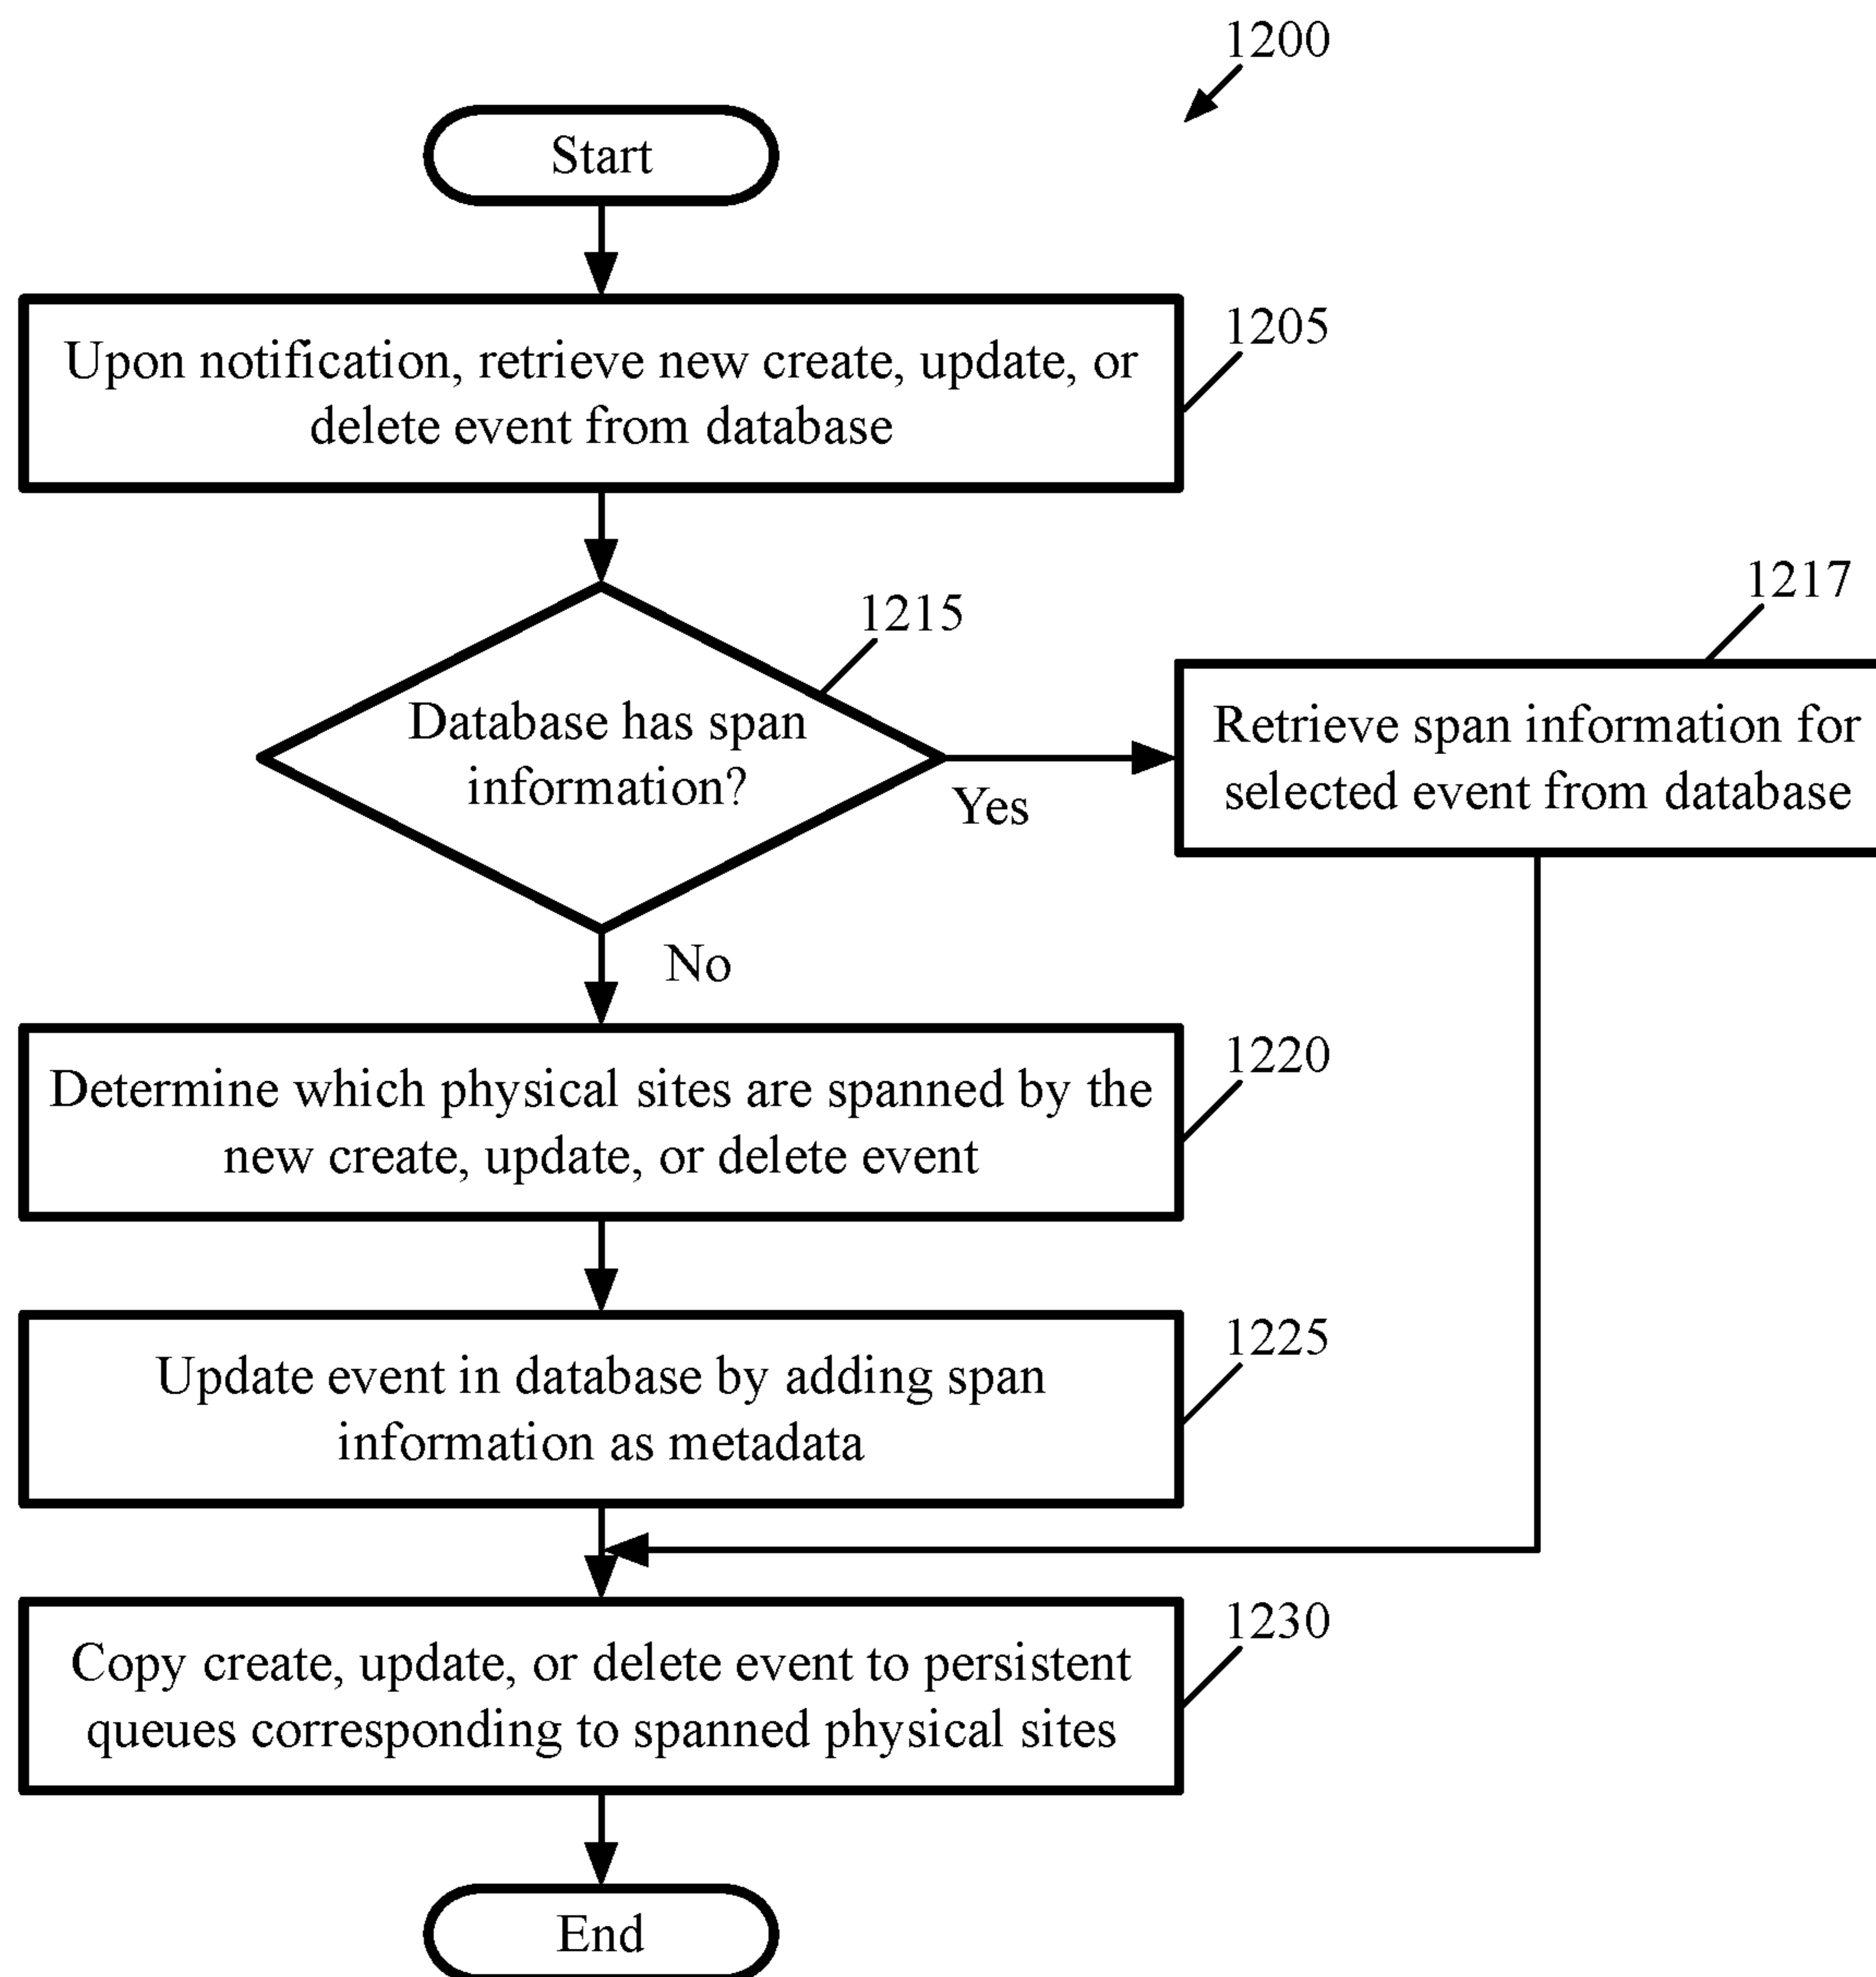 1200
Start
1205
Upon notification, retrieve new create, update, or
delete event from database
1215
Database has span
information?
Yes
1217
Retrieve span information for
selected event from database
No
1220
Determine which physical sites are spanned by the
new create, update, or delete event
1225
Update event in database by adding span
information as metadata
1230
Copy create, update, or delete event to persistent
queues corresponding to spanned physical sites
End